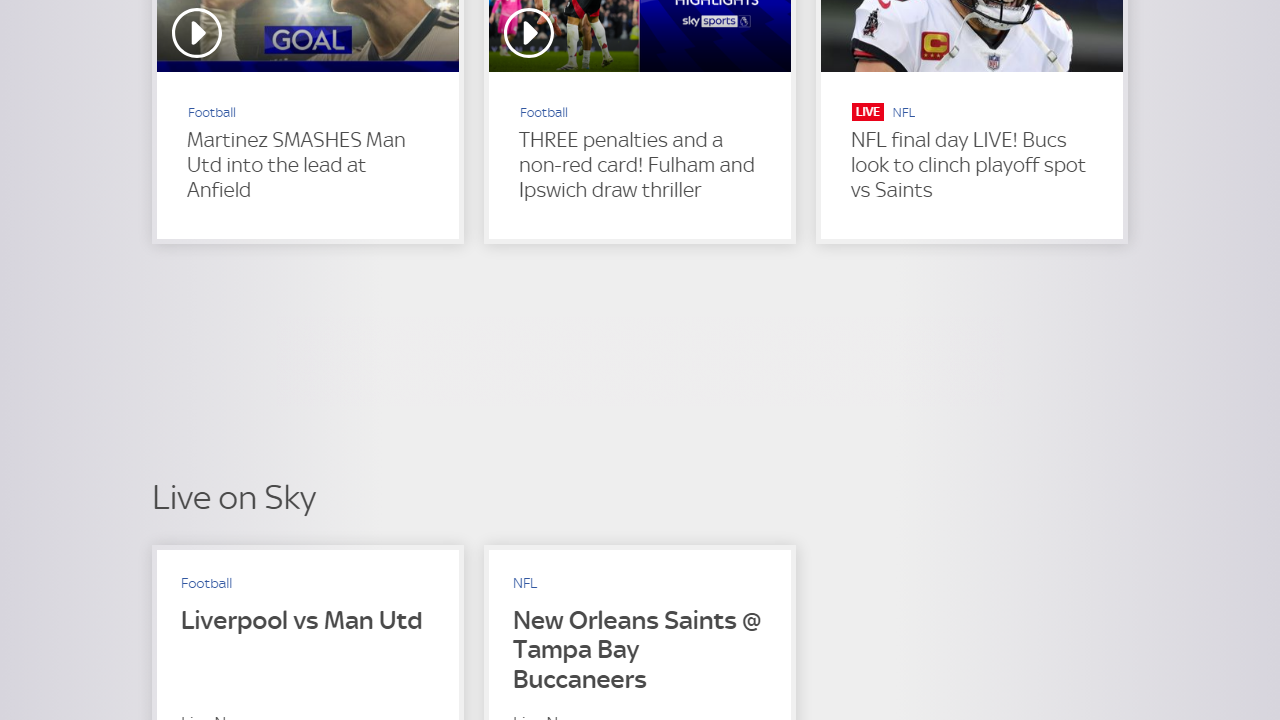 GOAL
HIGHLIGHTS
sky sports
Football
Martinez SMASHES Man
Utd into the lead at
Anfield
Football
THREE penalties and a
non-red card! Fulham and
Ipswich draw thriller
LIVE NFL
NFL final day LIVE! Bucs
look to clinch playoff spot
vs Saints
Live on Sky
Football
Liverpool vs Man Utd
NFL
New Orleans Saints @
Tampa Bay
Buccaneers